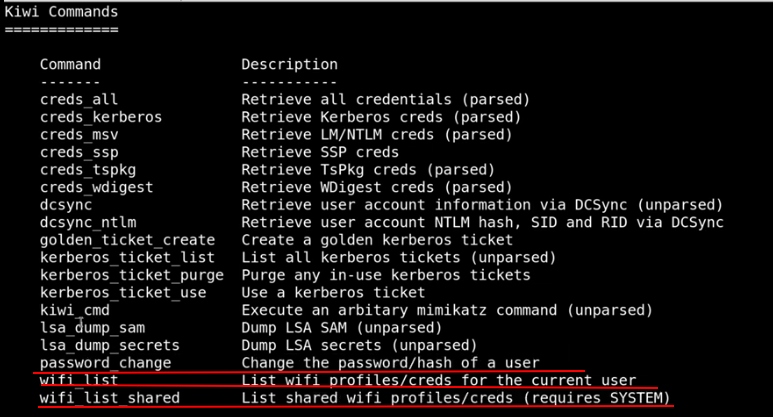 Kiwi Commands
=============
Command Description
------- -----------
creds_all Retrieve all credentials (parsed)
creds_kerberos Retrieve Kerberos creds (parsed)
creds_msv Retrieve LM/NTLM creds (parsed)
creds_ssp Retrieve SSP creds
creds_tspkg Retrieve TsPkg creds (parsed)
creds_wdigest Retrieve WDigest creds (parsed)
dcsync Retrieve user account information via DCSync (unparsed)
dcsync_ntlm Retrieve user account NTLM hash, SID and RID via DCSync
golden_ticket_create Create a golden kerberos ticket
kerberos_ticket_list List all kerberos tickets (unparsed)
kerberos_ticket_purge Purge any in-use kerberos tickets
kerberos_ticket_use Use a kerberos ticket
kiwi_cmd Execute an arbitary mimikatz command (unparsed)
lsa_dump_sam Dump LSA SAM (unparsed)
lsa_dump_secrets Dump LSA secrets (unparsed)
password_change Change the password/hash of a user
wifi_list List wifi profiles/creds for the current user
wifi_list_shared List shared wifi profiles/creds (requires SYSTEM)